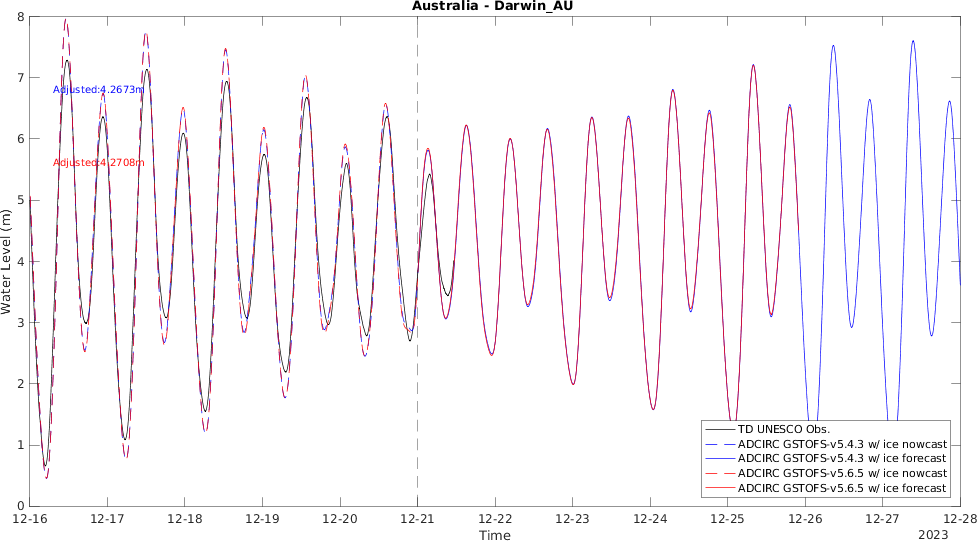 Australia - Darwin_AU
8
7
6
5
4
3
2
1
0
Water Level (m)
Adjusted:4.2673m
Adjusted:4.2708m
TD UNESCO Obs.
ADCIRC GSTOFS-v5.4.3 w/ ice nowcast
ADCIRC GSTOFS-v5.4.3 w/ ice forecast
ADCIRC GSTOFS-v5.6.5 w/ ice nowcast
ADCIRC GSTOFS-v5.6.5 w/ ice forecast
12-16 12-17 12-18 12-19 12-20 12-21 12-22 12-23 12-24 12-25 12-26 12-27 12-28
Time
2023